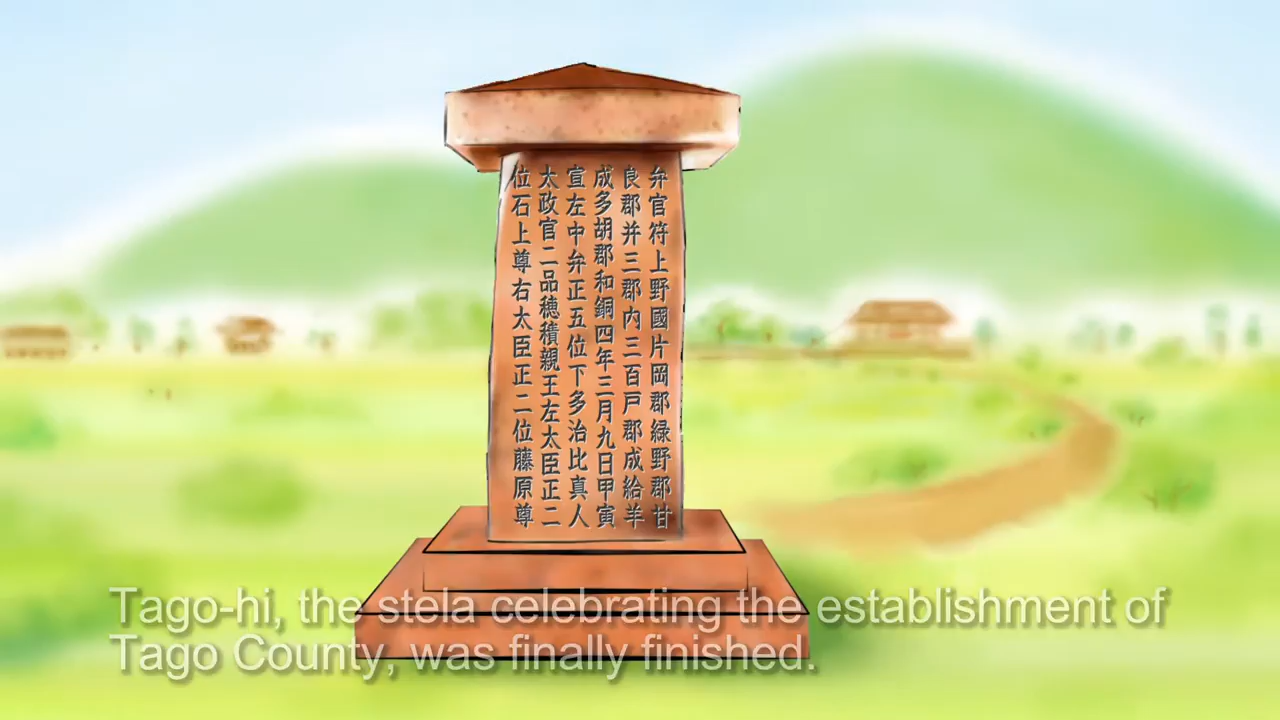 弁官符上野國片岡郡緑野郡甘
良郡并三郡内三百戸郡成給羊
成多胡郡和銅四年三月九日甲寅
宣左中弁正五位下多治比真人
太政官二品穂積親王左太臣正二
位石上尊右太臣正二位藤原尊
Tago-hi, the stela celebrating the establishment of
Tago County, was finally finished.